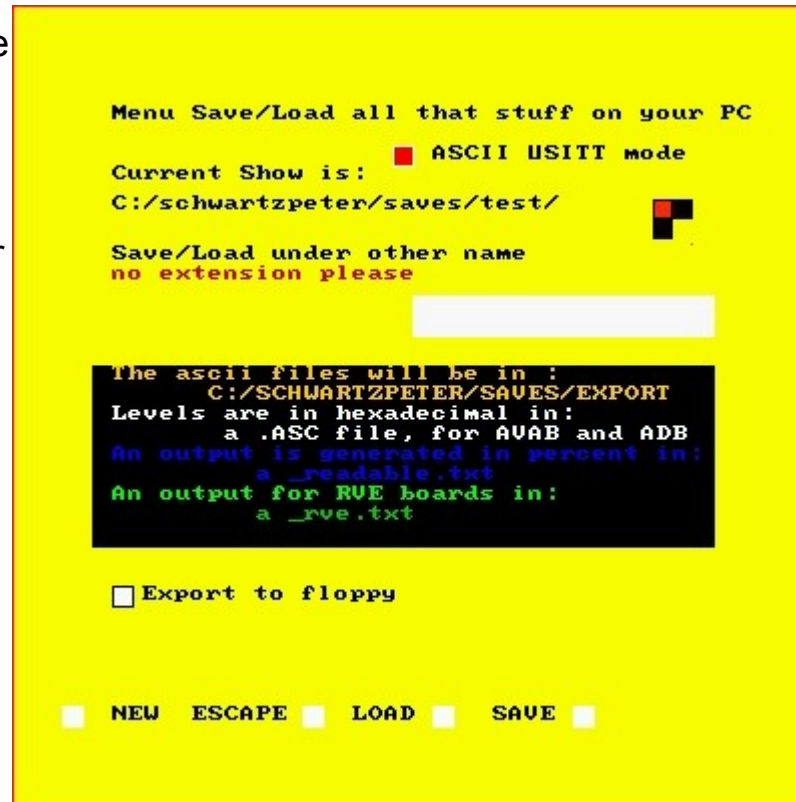 e
Menu Save/Load all that stuff on your PC
ASCII USITT mode
Current Show is:
C:/schwartzpeter/saves/test/
r
Save/Load under other name
no extension please
The ascii files will be in :
C:/SCHWARTZPETER/SAVES/EXPORT
Levels are in hexadecimal in:
a .ASC file, for AVAB and ADB
An output is generated in percent in:
a _readable.txt
An output for RVE boards in:
a _rve.txt
Export to floppy
NEW ESCAPE LOAD SAVE